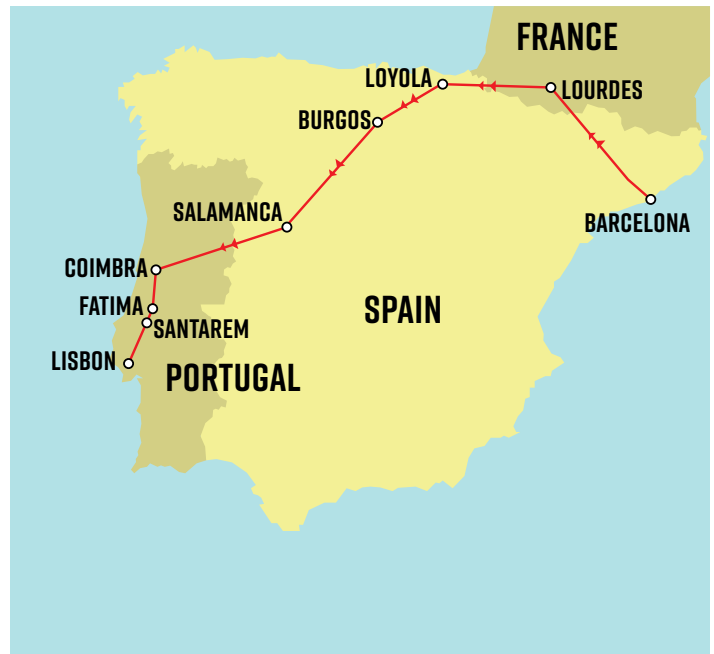 FRANCE
LOYOLA
LOURDES
BURGOS
SALAMANCA
BARCELONA
COIMBRA
FATIMA
SPAIN
SANTAREM
LISBON
PORTUGAL